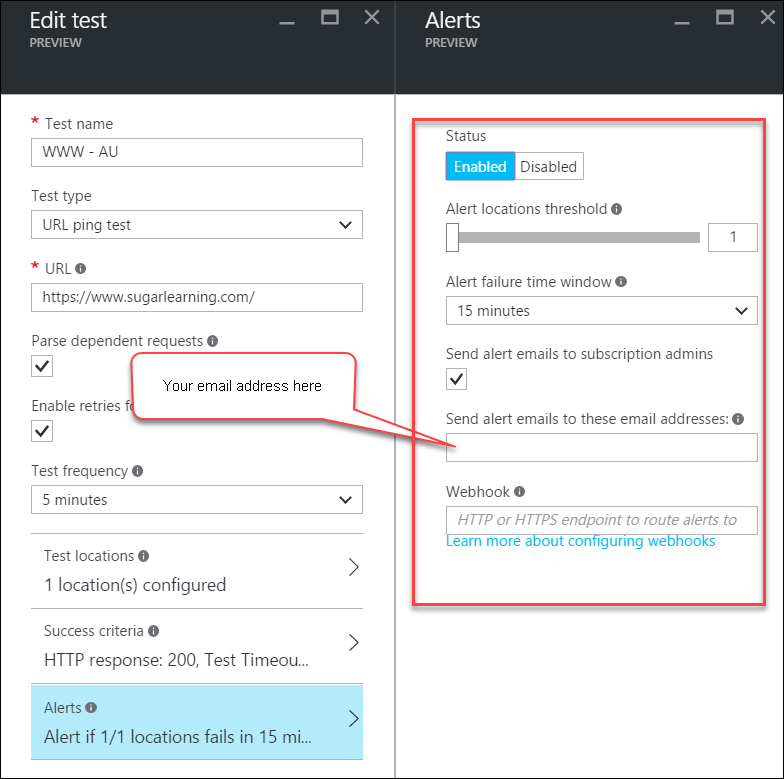 Edit test
PREVIEW
* Test name
WWW - AU
Test type
URL ping test
* URL
https://www.sugarlearning.com/
Parse dependent requests
Your email address here
Enable retries fo
Test frequency
5 minutes
Test locations
1 location(s) configured
Success criteria
HTTP response: 200, Test Timeou...
Alerts
Alert if 1/1 locations fails in 15 mi...
Alerts
PREVIEW
Status
Enabled Disabled
Alert locations threshold
1
Alert failure time window
15 minutes
Send alert emails to subscription admins
Send alert emails to these email addresses:
Webhook
HTTP or HTTPS endpoint to route alerts to
Learn more about configuring webhooks